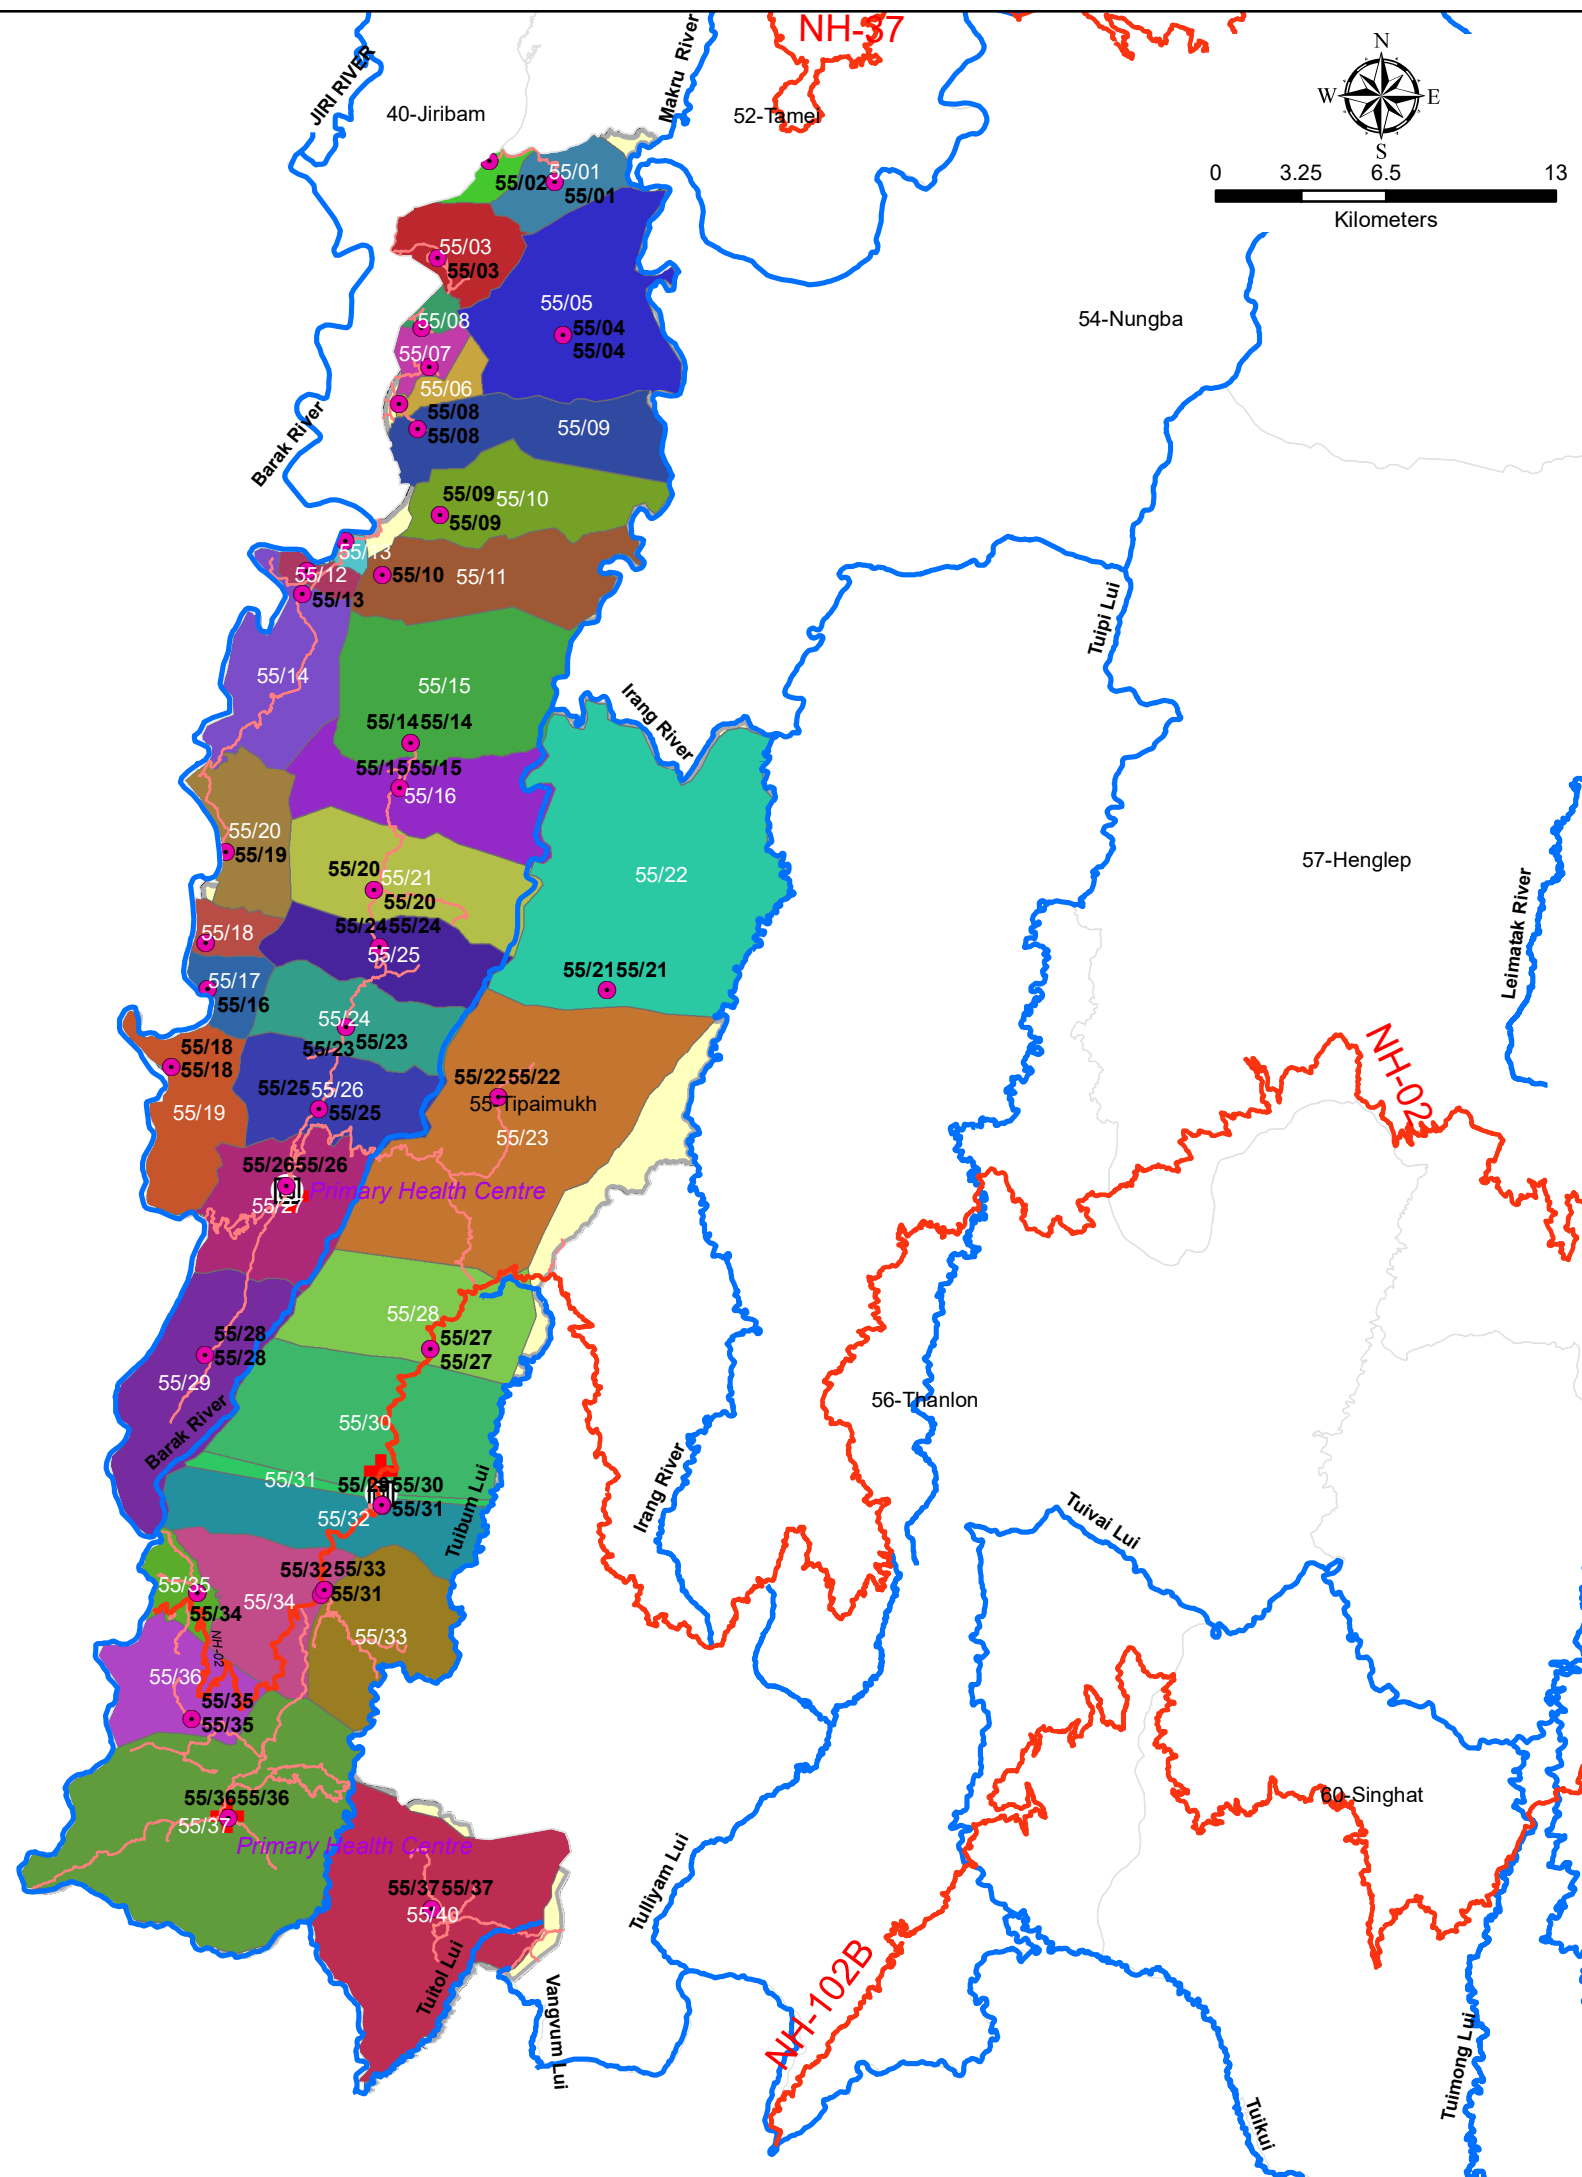 NH-37
JIRI RIVER
Makru River
40-Jiribam
52-Tamei
N
W
E
S
0 3.25 6.5 13
Kilometers
55/01
55/02
55/01
55/03
55/03
55/05
55/04
55/04
54-Nungba
55/08
55/07
55/06
55/08
55/08
55/09
Barak River
55/09
55/10
55/09
55/13
55/12
55/10
55/11
55/13
Tuipi Lui
55/14
55/15
Irang River
55/14 55/14
55/15 55/15
55/16
55/20
55/19
55/20
55/21
55/20
55/22
57-Henglep
55/18
55/24 55/24
55/25
Leimatak River
55/17
55/16
55/21 55/21
55/24
55/23
55/23
55/18
55/18
55/19
55/25
55/26
55/25
55/22 55/22
55-Tipaimukh
55/23
NH-02
55/26 55/26
Primary Health Centre
55/27
55/28
55/27
55/27
55/28
55/28
55/29
Barak River
55/30
56-Thanlon
55/31
55/29 55/30
55/31
55/32
Tuibum Lui
Irang River
Tuivai Lui
55/32 55/33
55/31
55/35
55/34
55/34
55/33
NH-02
55/36
55/35
55/35
55/36 55/36
55/37
Primary Health Centre
60-Singhat
55/37 55/37
55/40
Tuitol Lui
Tulliyam Lui
Vangvum Lui
NH-102B
Tuimong Lui
Tuikui